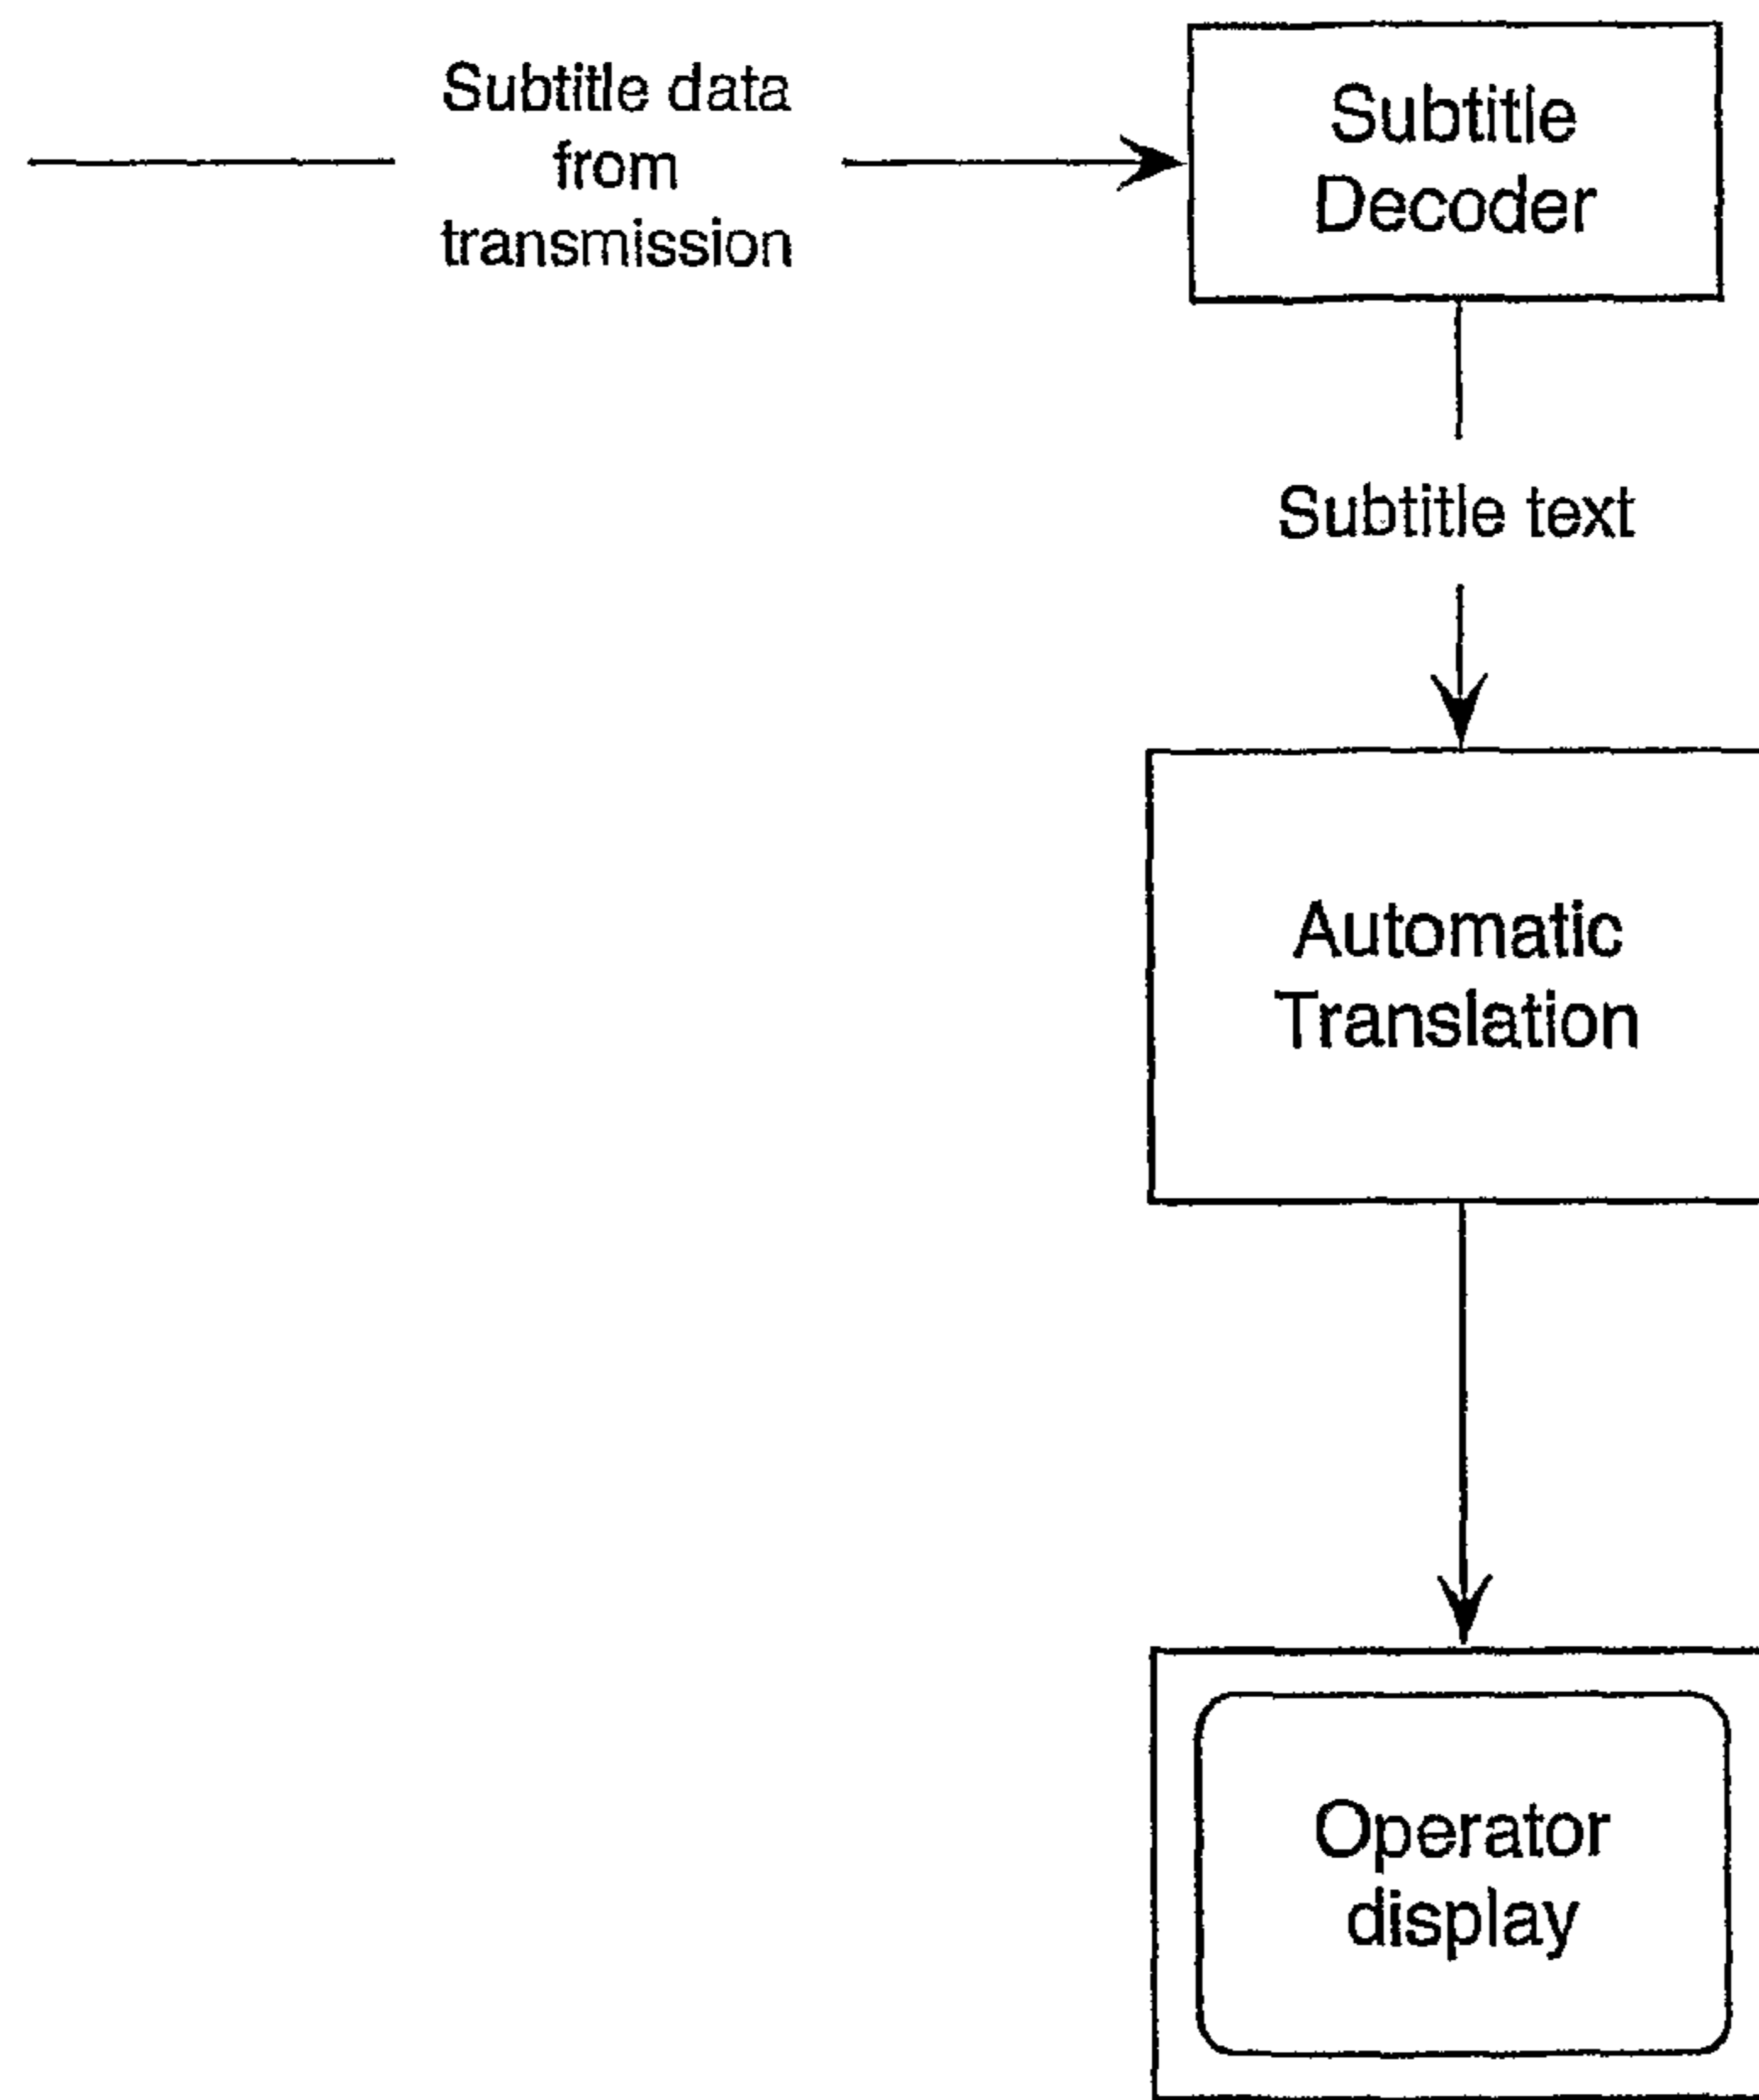 Subtitle data
from
transmission
Subtitle
Decoder
Subtitle text
Automatic
Translation
Operator
display